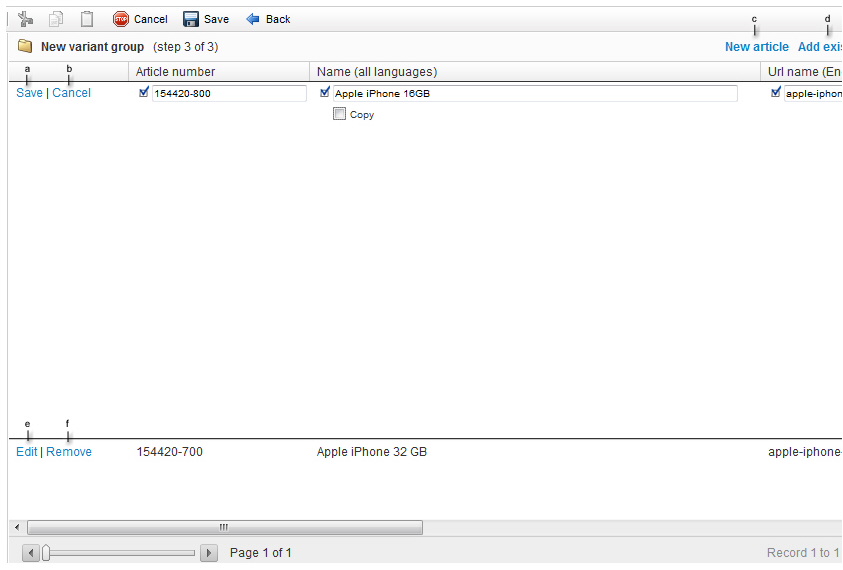 Cancel Save Back
c d
New variant group (step 3 of 3) New article Add exi
a b
Article number Name (all languages) Url name (En
Save | Cancel 154420-800 Apple iPhone 16GB apple-iphon
Copy
e f
Edit | Remove 154420-700 Apple iPhone 32 GB apple-iphone-
Page 1 of 1 Record 1 to 1